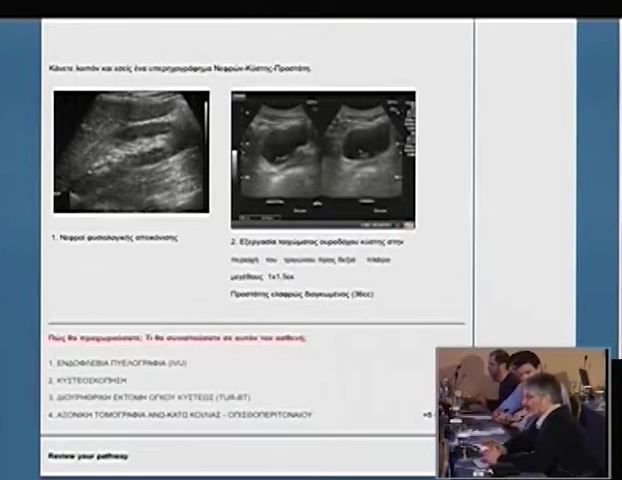 Κάνετε λοιπόν και εσείς ένα υπερηχογράφημα Νεφρών-Κύστης-Προστάτη.
1. Νεφροί φυσιολογικής απεικόνισης
2. Εξεργασία τοιχώματος ουροδόχου κύστης στην
περιοχή του τριγώνου προς δεξιά πλάγιο
μεγέθους 1x1,5εκ
Προστάτης ελαφρώς διογκωμένος (36cc)
Πώς θα προχωρούσατε; Τι θα συνιστούσατε σε αυτόν τον ασθενή;
1. ΕΝΔΟΦΛΕΒΙΑ ΠΥΕΛΟΓΡΑΦΙΑ (IVU)
2. ΚΥΣΤΕΟΣΚΟΠΗΣΗ
3. ΔΙΟΥΡΗΘΡΙΚΗ ΕΚΤΟΜΗ ΟΓΚΟΥ ΚΥΣΤΕΩΣ (TUR-BT)
4. ΑΞΟΝΙΚΗ ΤΟΜΟΓΡΑΦΙΑ ΑΝΩ-ΚΑΤΩ ΚΟΙΛΙΑΣ - ΟΠΙΣΘΟΠΕΡΙΤΟΝΑΙΟΥ
Review your pathway